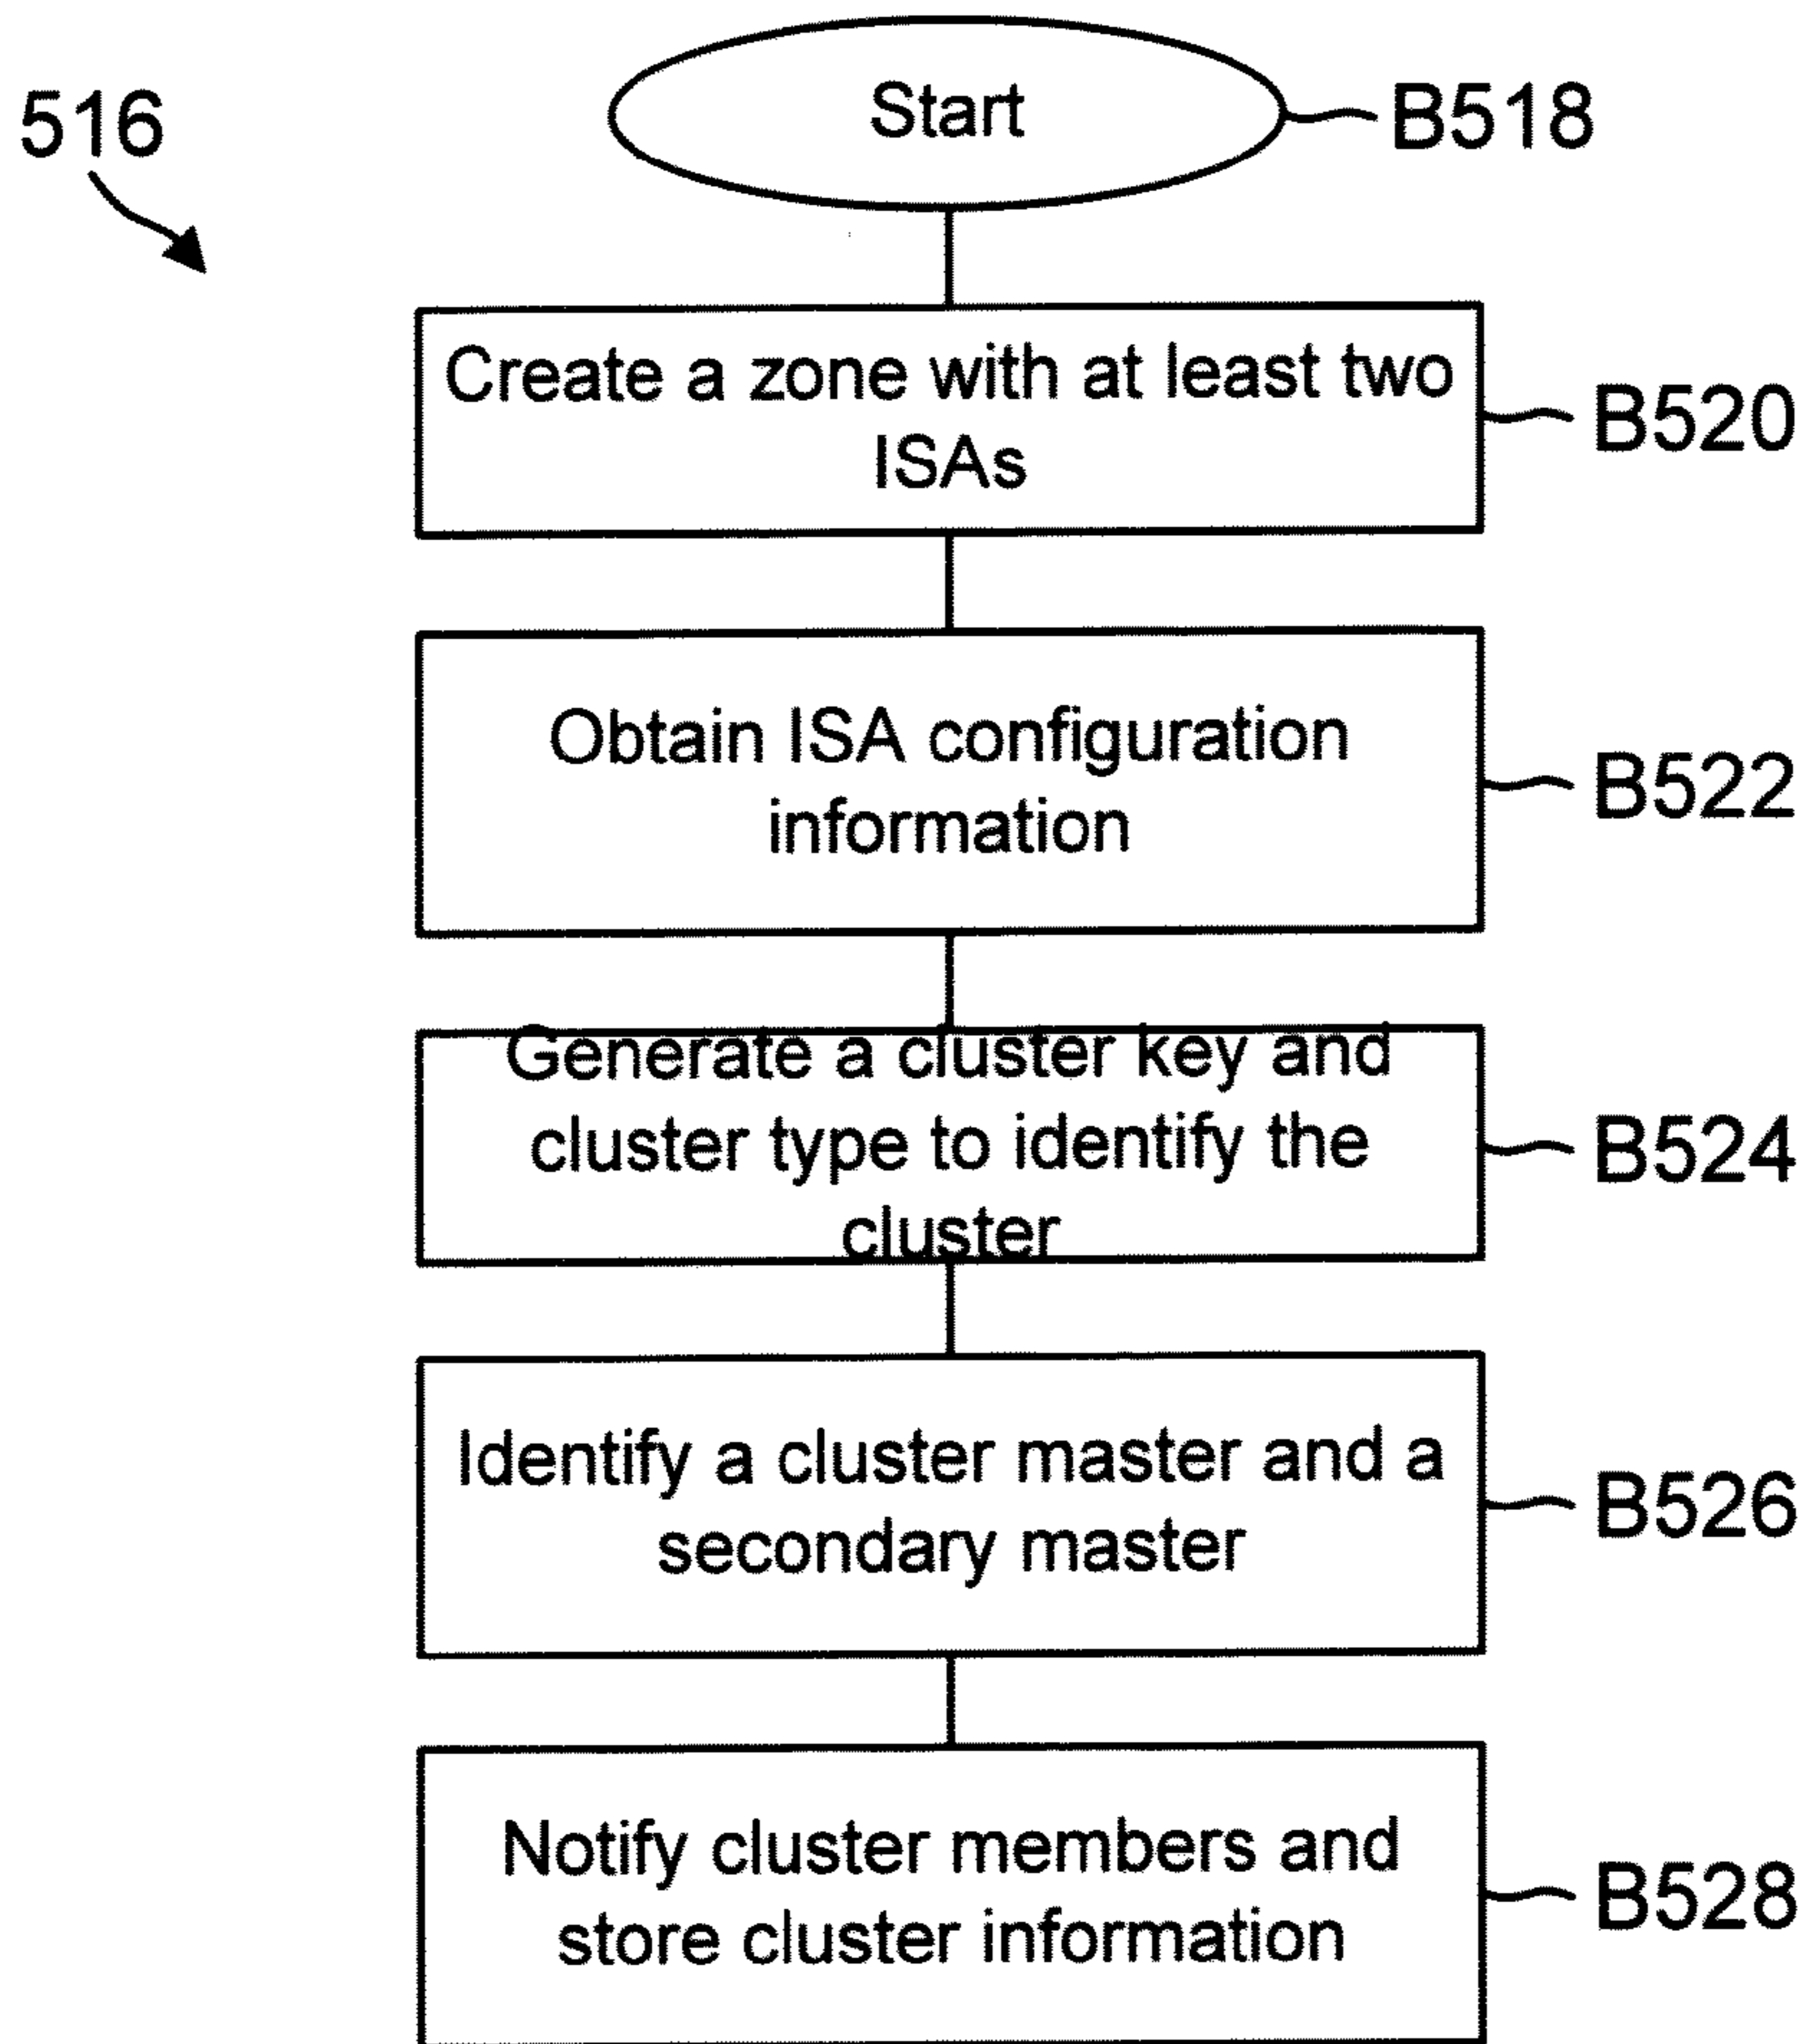 516
Start
B518
Create a zone with at least two
ISAs
B520
Obtain ISA configuration
information
B522
Generate a cluster key and
cluster type to identify the
cluster
B524
Identify a cluster master and a
secondary master
B526
Notify cluster members and
store cluster information
B528